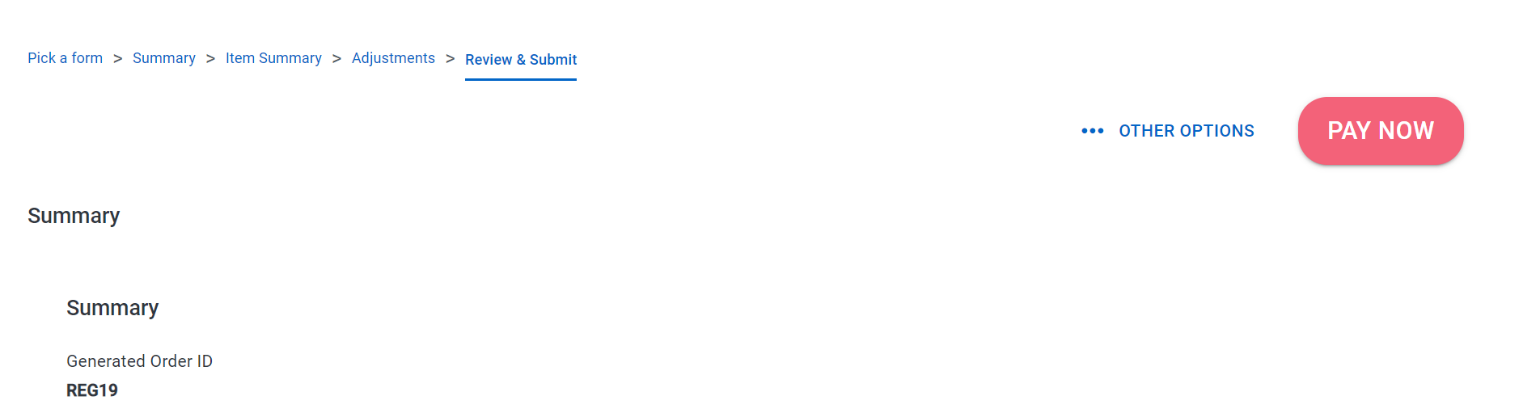 Pick a form > Summary > Item Summary > Adjustments > Review & Submit
••• OTHER OPTIONS PAY NOW
Summary
Summary
Generated Order ID
REG19